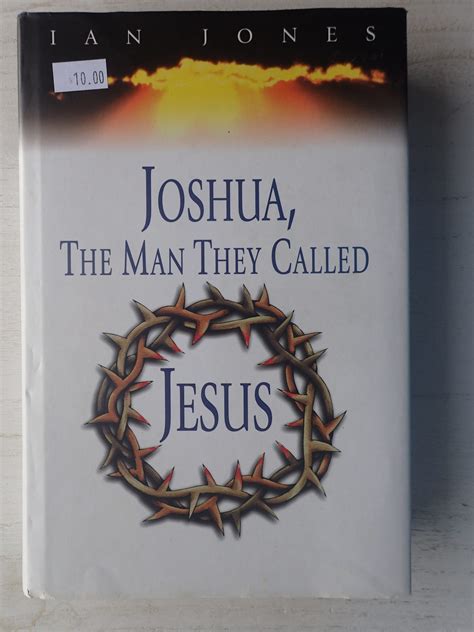 IAN JONES
$10.00
JOSHUA,
THE MAN THEY CALLED
JESUS